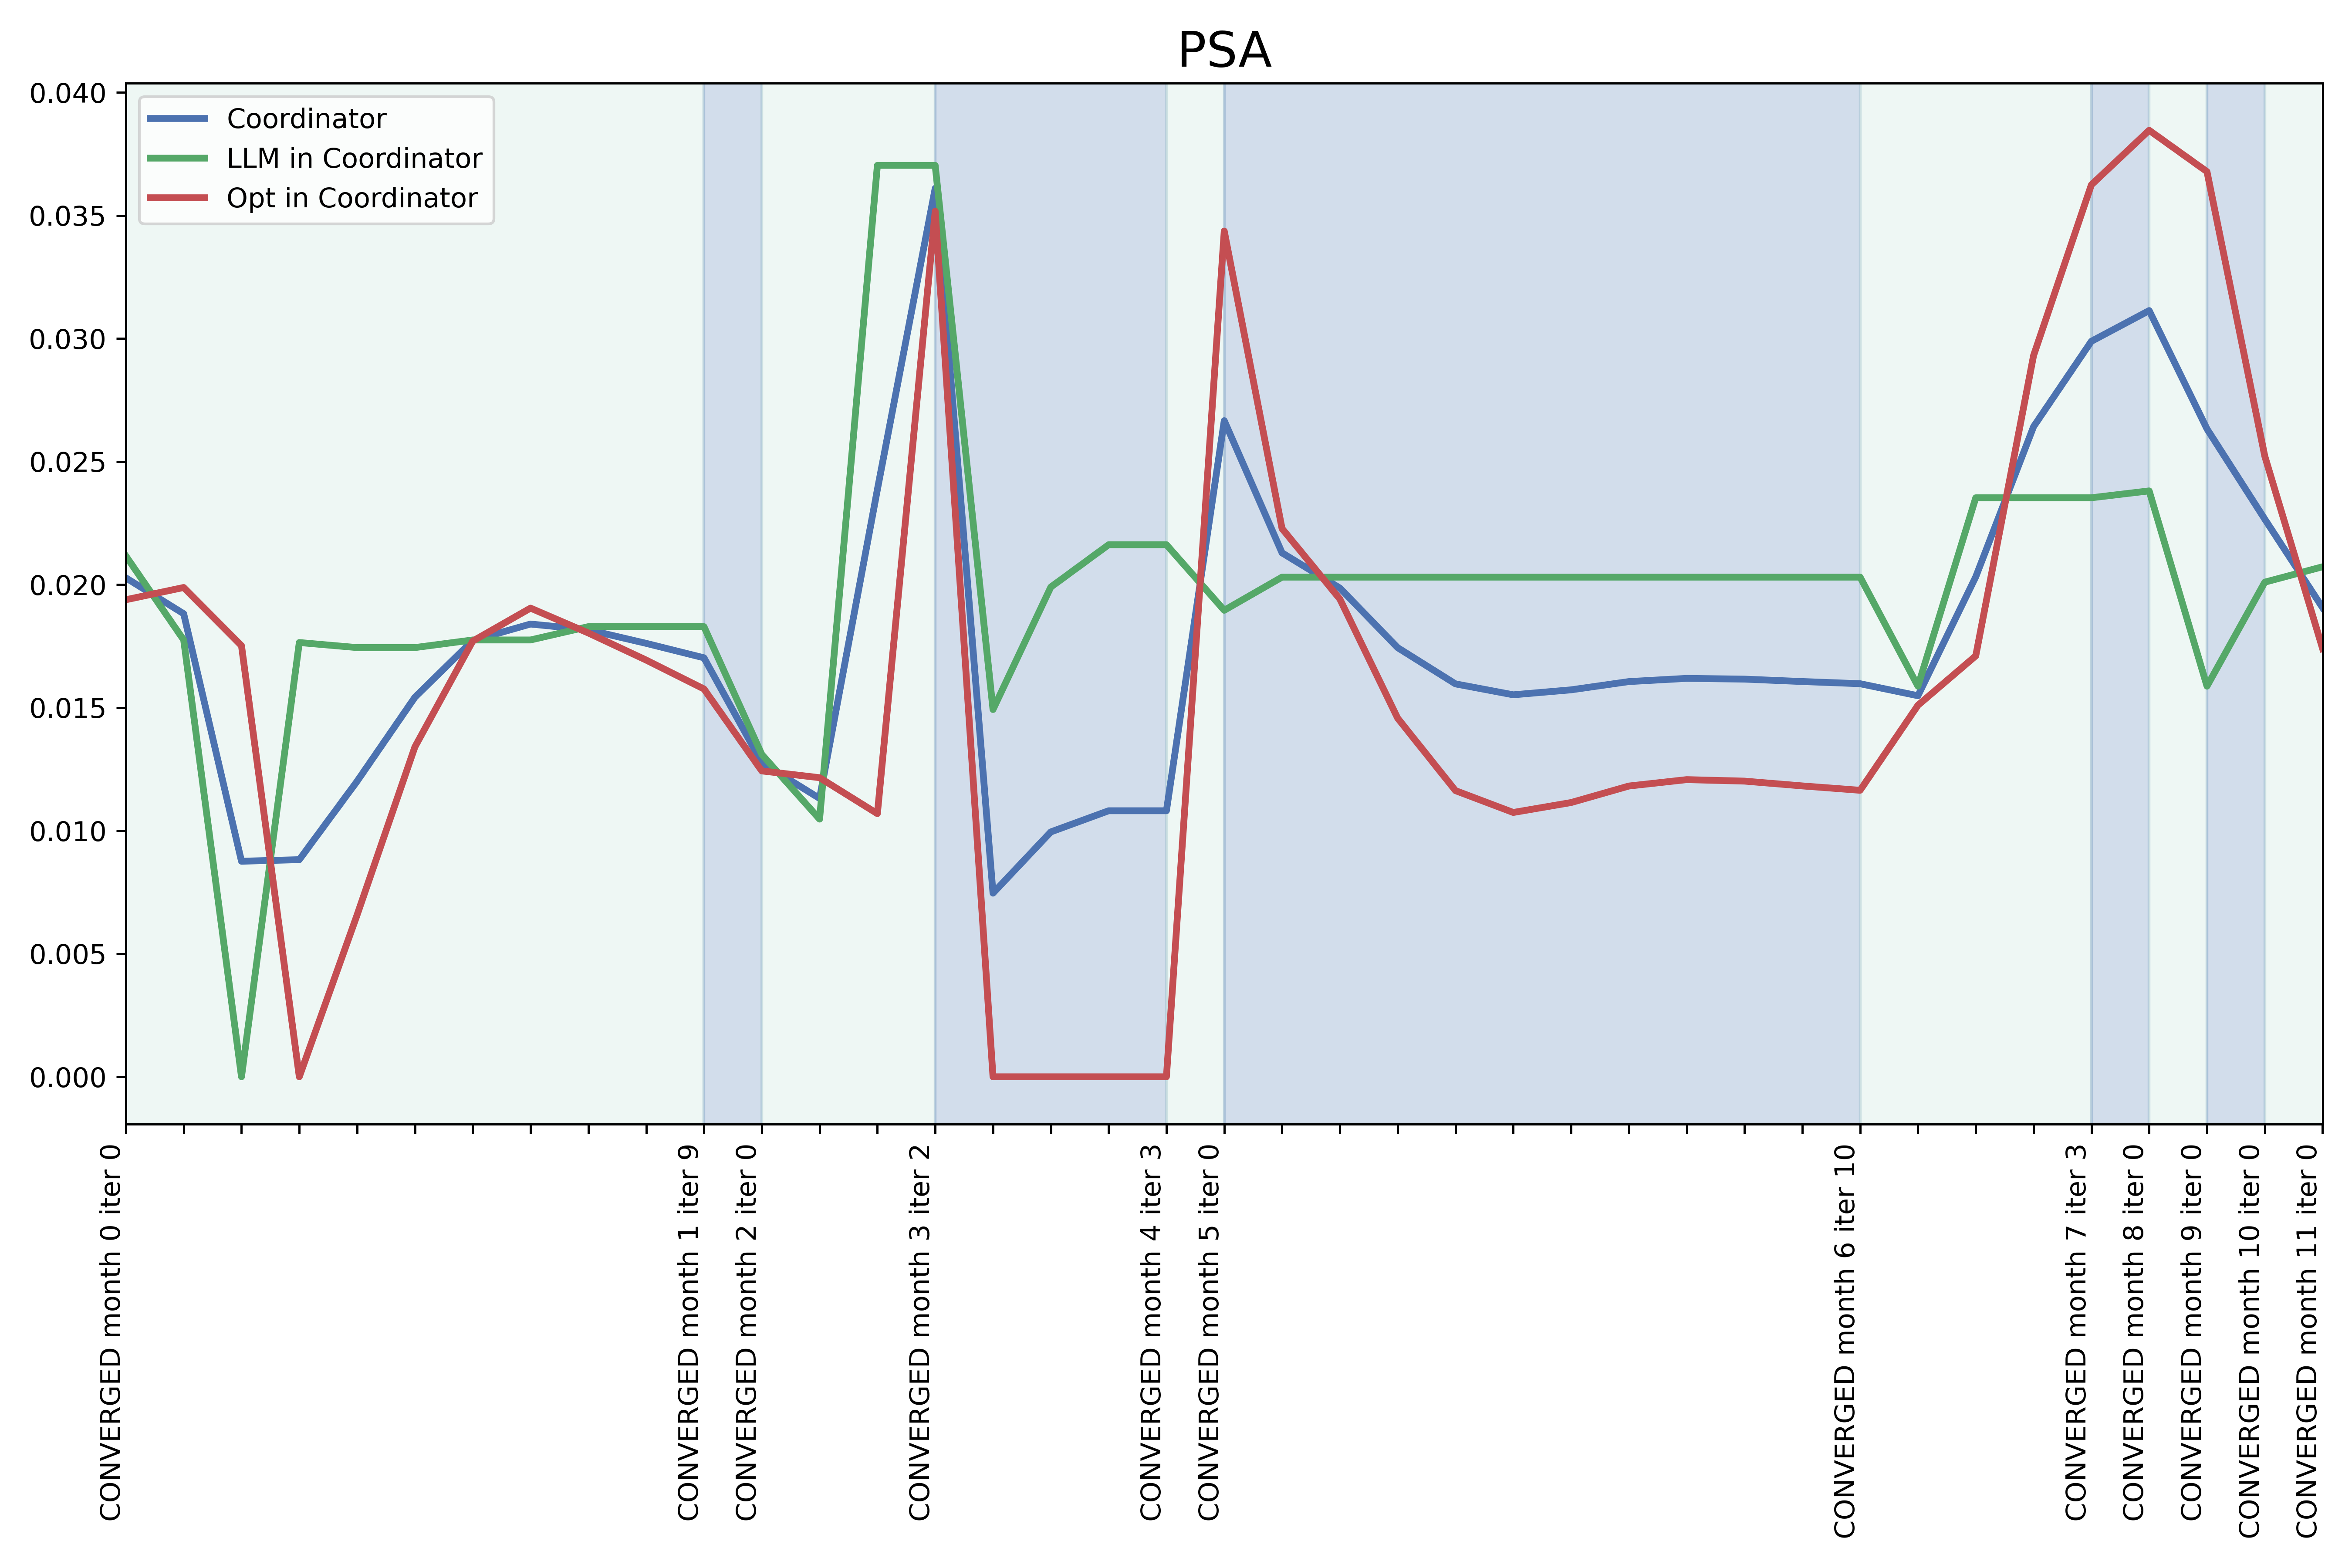 PSA
0.040
0.035
0.030
0.025
0.020
0.015
0.010
0.005
0.000
Coordinator
LLM in Coordinator
Opt in Coordinator
CONVERGED month 0 iter 0
CONVERGED month 1 iter 9
CONVERGED month 2 iter 0
CONVERGED month 3 iter 2
CONVERGED month 4 iter 3
CONVERGED month 5 iter 0
CONVERGED month 6 iter 10
CONVERGED month 7 iter 3
CONVERGED month 8 iter 0
CONVERGED month 9 iter 0
CONVERGED month 10 iter 0
CONVERGED month 11 iter 0